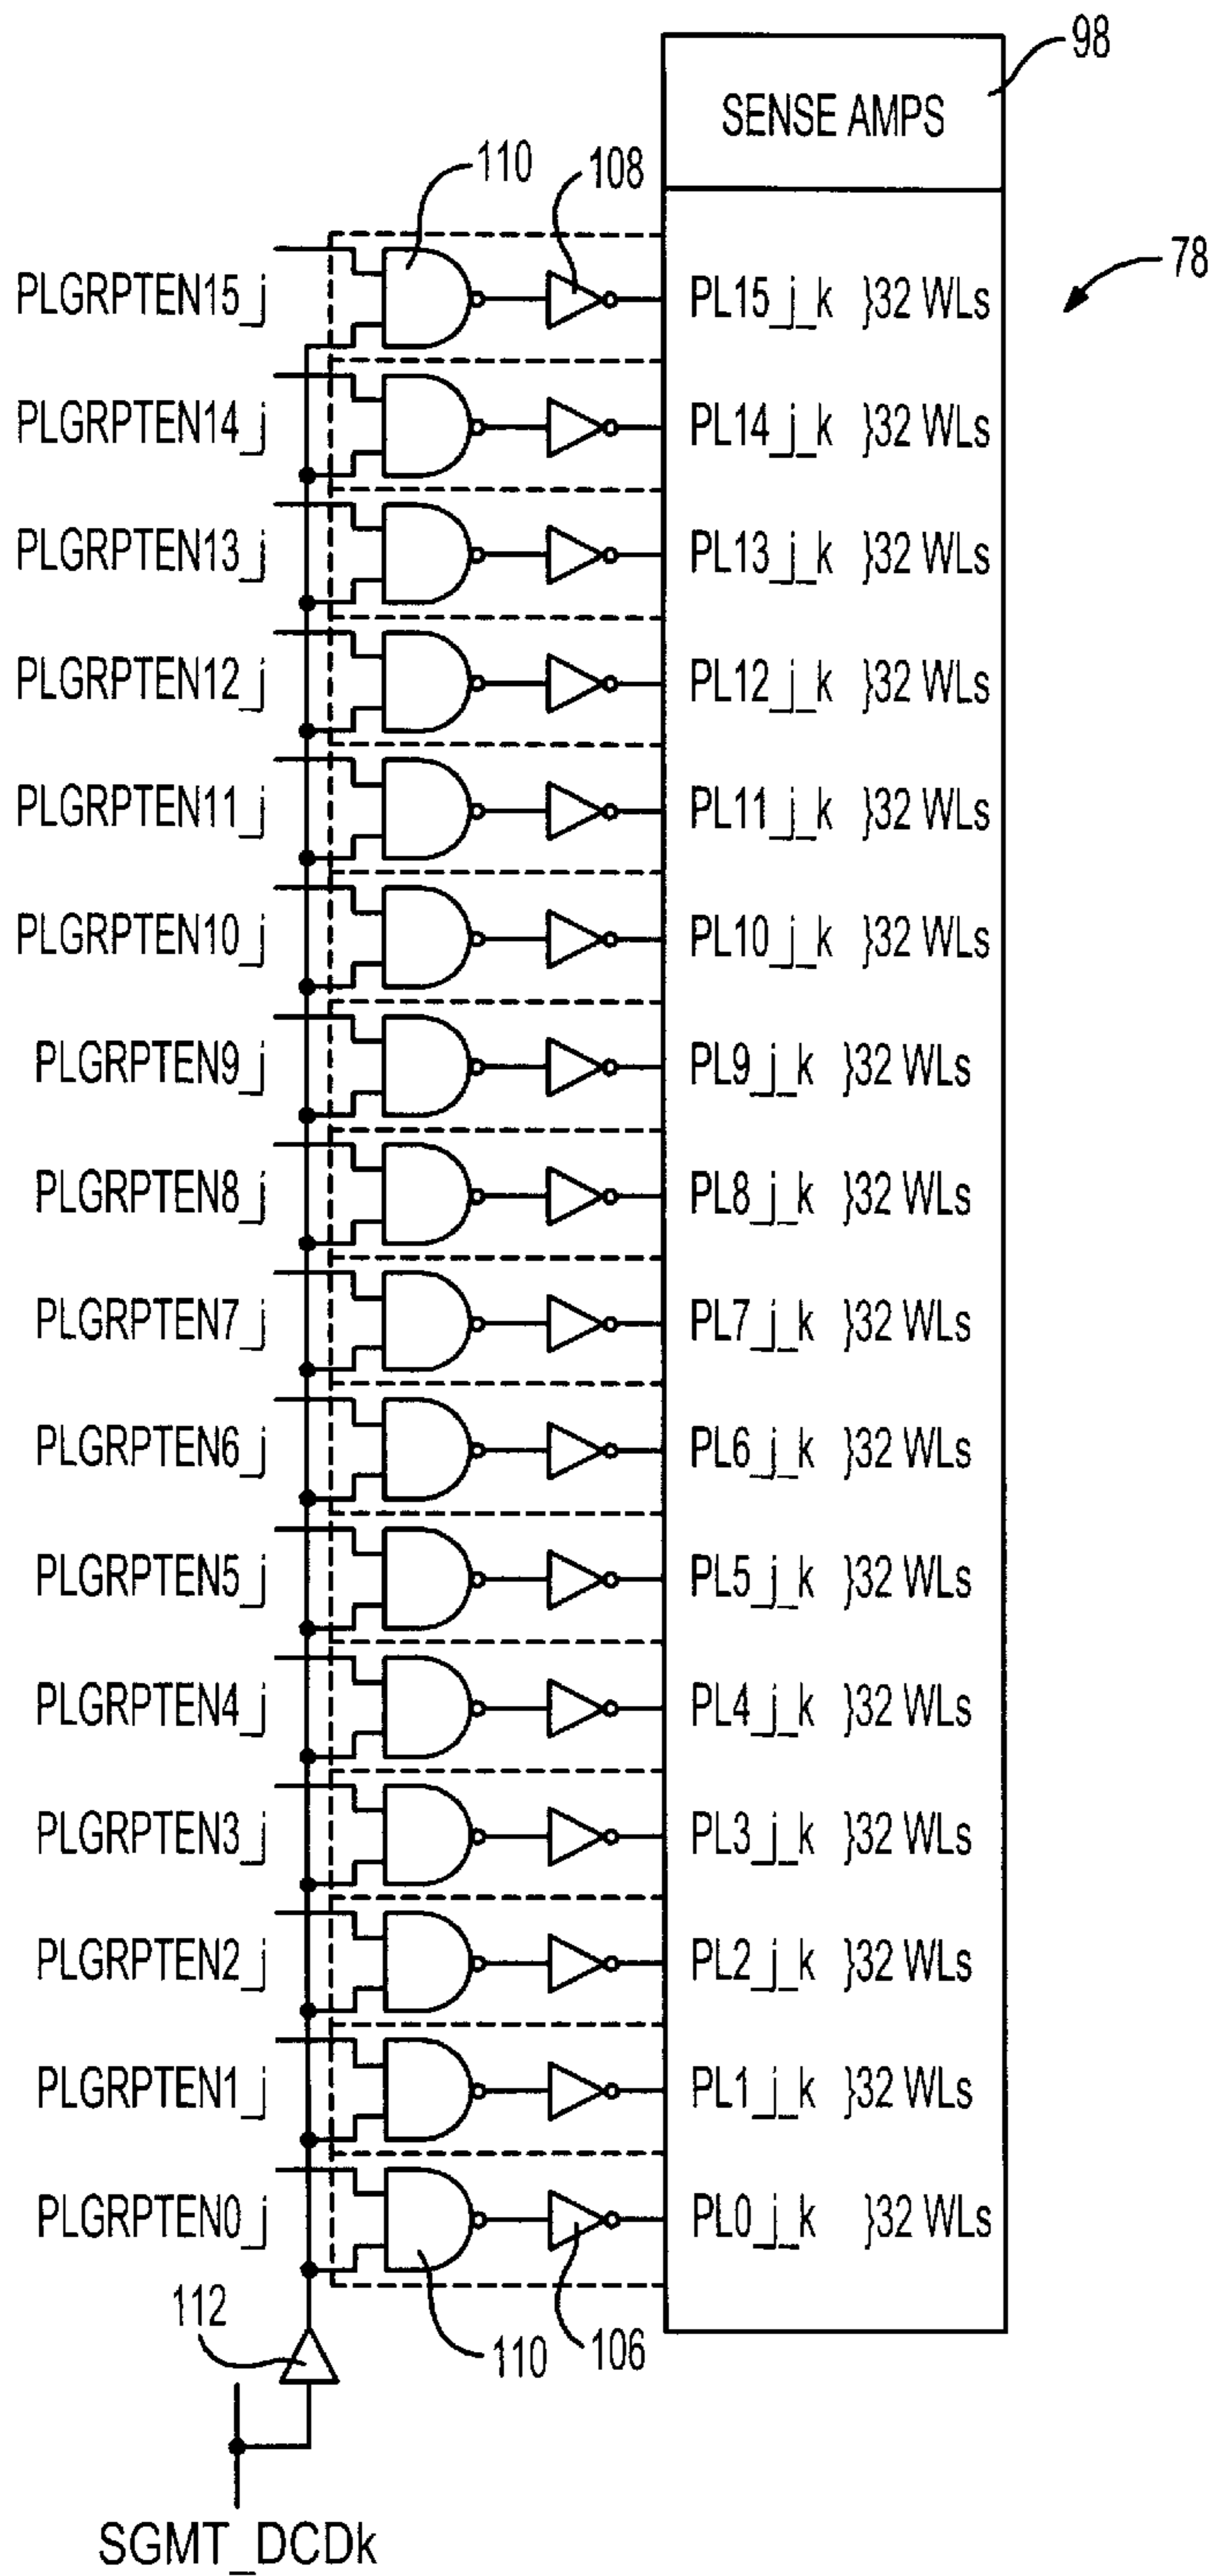 98
SENSE AMPS
110
108
78
PLGRPTEN15_j
PL15_j_k }32 WLs
PLGRPTEN14_j
PL14_j_k }32 WLs
PLGRPTEN13_j
PL13_j_k }32 WLs
PLGRPTEN12_j
PL12_j_k }32 WLs
PLGRPTEN11_j
PL11_j_k }32 WLs
PLGRPTEN10_j
PL10_j_k }32 WLs
PLGRPTEN9_j
PL9_j_k }32 WLs
PLGRPTEN8_j
PL8_j_k }32 WLs
PLGRPTEN7_j
PL7_j_k }32 WLs
PLGRPTEN6_j
PL6_j_k }32 WLs
PLGRPTEN5_j
PL5_j_k }32 WLs
PLGRPTEN4_j
PL4_j_k }32 WLs
PLGRPTEN3_j
PL3_j_k }32 WLs
PLGRPTEN2_j
PL2_j_k }32 WLs
PLGRPTEN1_j
PL1_j_k }32 WLs
PLGRPTEN0_j
PL0_j_k }32 WLs
112
110
106
SGMT_DCDk